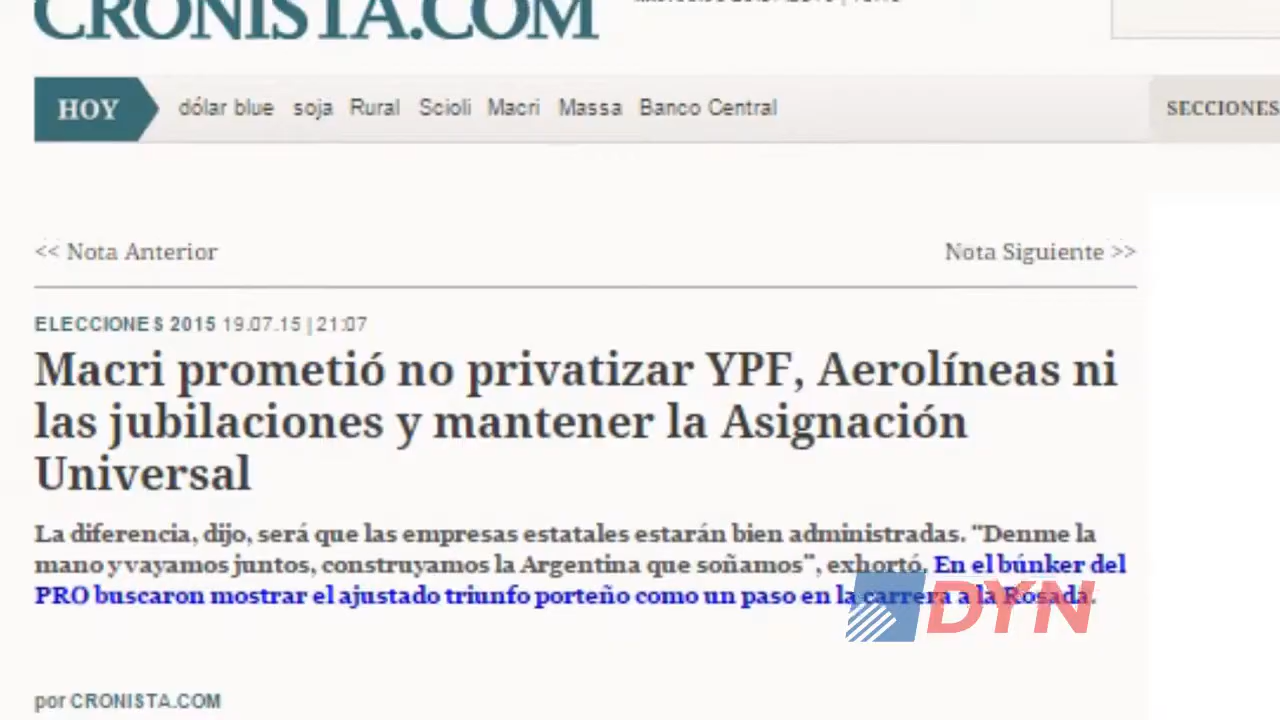 CRONISTA.COM
HOY dólar blue soja Rural Scioli Macri Massa Banco Central SECCIONES
<< Nota Anterior Nota Siguiente >>
ELECCIONES 2015 19.07.15 | 21:07
Macri prometió no privatizar YPF, Aerolíneas ni
las jubilaciones y mantener la Asignación
Universal
La diferencia, dijo, será que las empresas estatales estarán bien administradas. "Denme la
mano y vayamos juntos, construyamos la Argentina que soñamos", exhortó. En el búnker del
PRO buscaron mostrar el ajustado triunfo porteño como un paso en la carrera a la Rosada.
DYN
por CRONISTA.COM